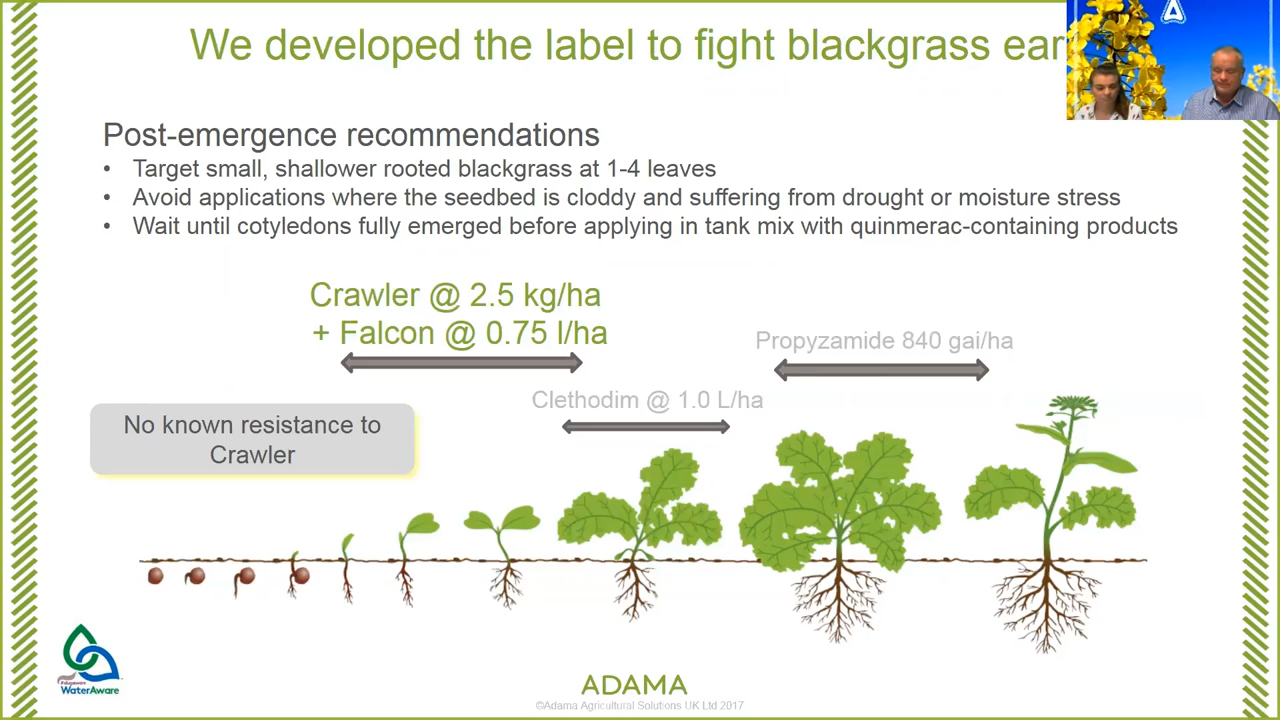 We developed the label to fight blackgrass ear
Post-emergence recommendations
• Target small, shallower rooted blackgrass at 1-4 leaves
• Avoid applications where the seedbed is cloddy and suffering from drought or moisture stress
• Wait until cotyledons fully emerged before applying in tank mix with quinmerac-containing products
Crawler @ 2.5 kg/ha
+ Falcon @ 0.75 l/ha
Propyzamide 840 gai/ha
Clethodim @ 1.0 L/ha
No known resistance to
Crawler
WaterAware
ADAMA
©Adama Agricultural Solutions UK Ltd 2017